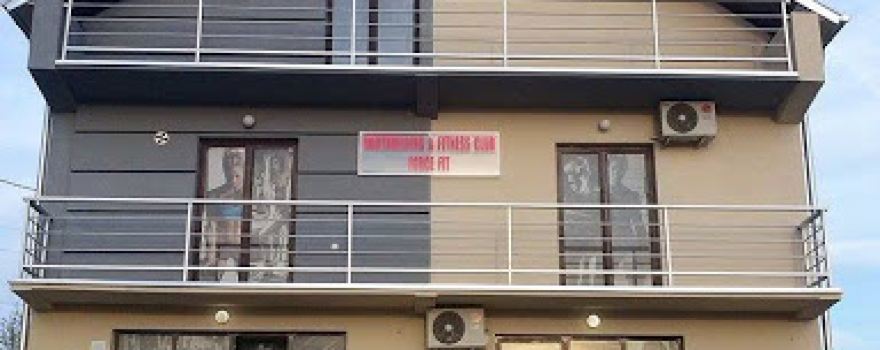 BODYBUILDING & FITNESS CLUB
FORCE FIT